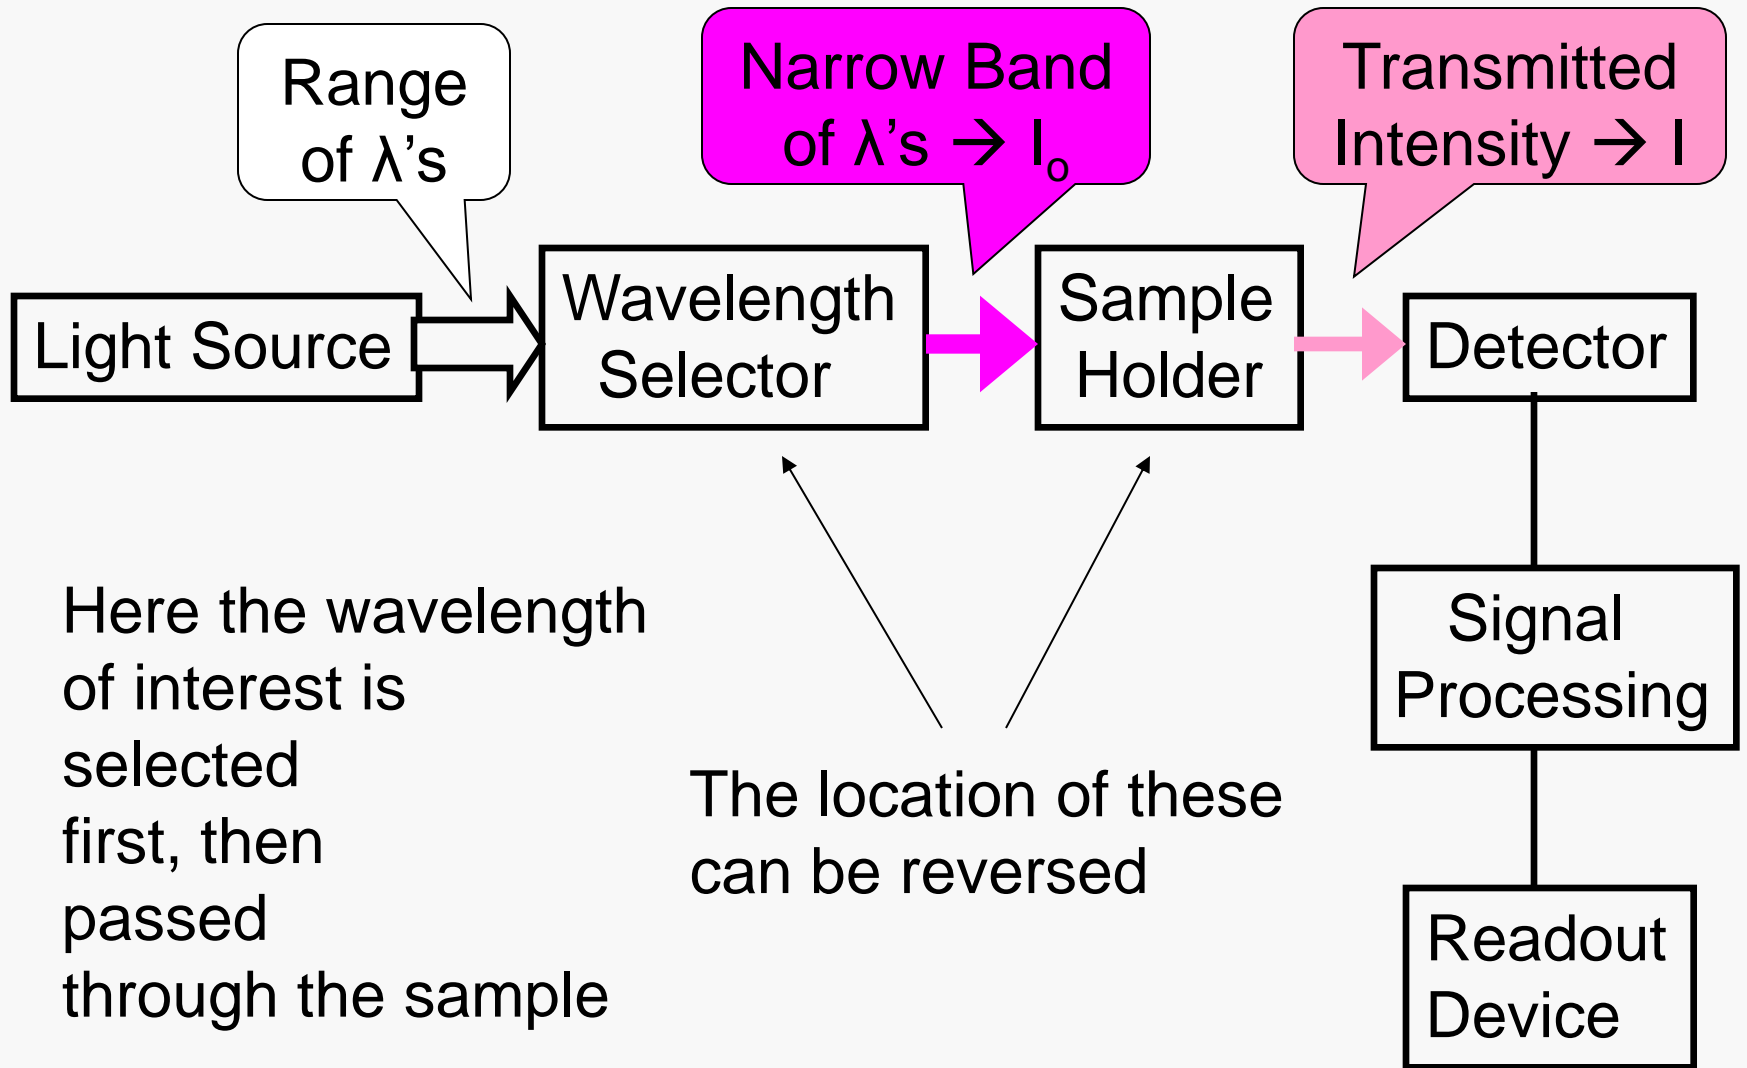 Range
of λ's
Narrow Band
of λ's → Io
Transmitted
Intensity → I
Light Source
Wavelength
Selector
Sample
Holder
Detector
Signal
Processing
Readout
Device
Here the wavelength
of interest is
selected
first, then
passed
through the sample
The location of these
can be reversed